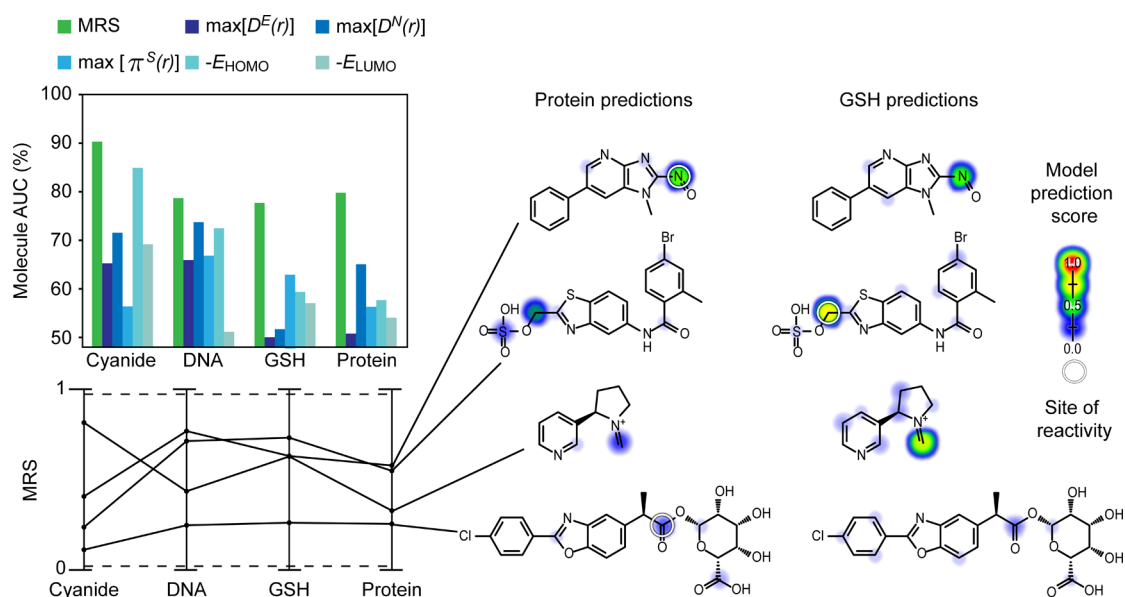 MRS
max[D^E(r)]
max[D^N(r)]
max [π^S(r)]
-E_HOMO
-E_LUMO
Molecule AUC (%)
100
90
80
70
60
50
Cyanide DNA GSH Protein
MRS
1
0
Cyanide DNA GSH Protein
Protein predictions
GSH predictions
N N N O
N
N N N O
N
Br
S
OH
O S O
O
N
N
H
O
Br
S
OH
O S O
O
N
N
H
O
N+
N
N+
N
Cl
N
O
O
O
O
OH
OH
OH
O
OH
Cl
N
O
O
O
O
OH
OH
OH
O
OH
Model
prediction
score
1.0
0.5
0.0
Site of
reactivity